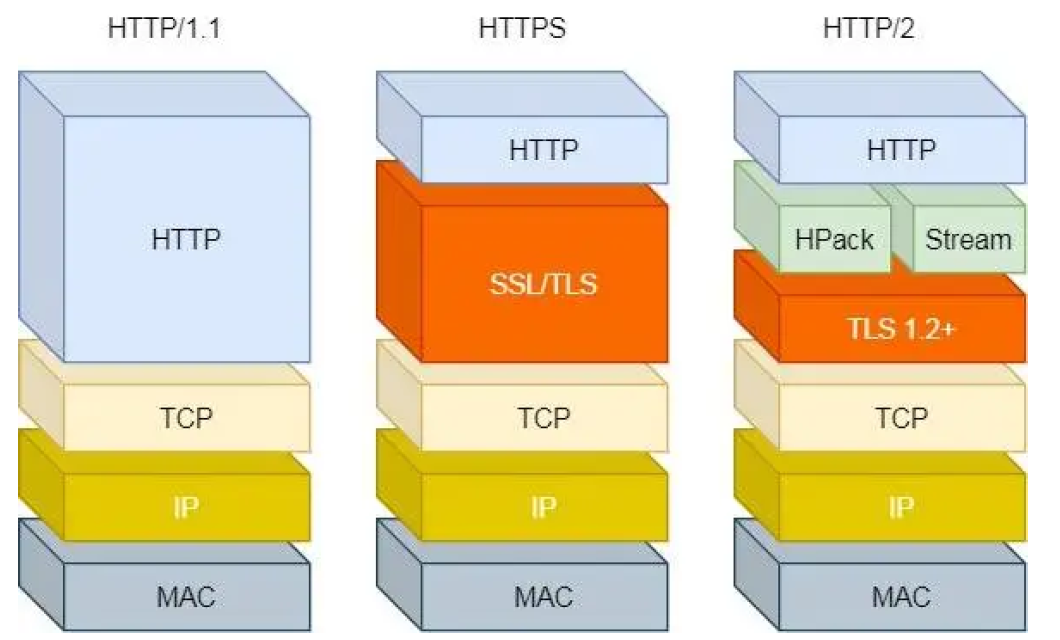 HTTP/1.1
HTTP
TCP
IP
MAC
HTTPS
HTTP
SSL/TLS
TCP
IP
MAC
HTTP/2
HTTP
HPack
Stream
TLS 1.2+
TCP
IP
MAC